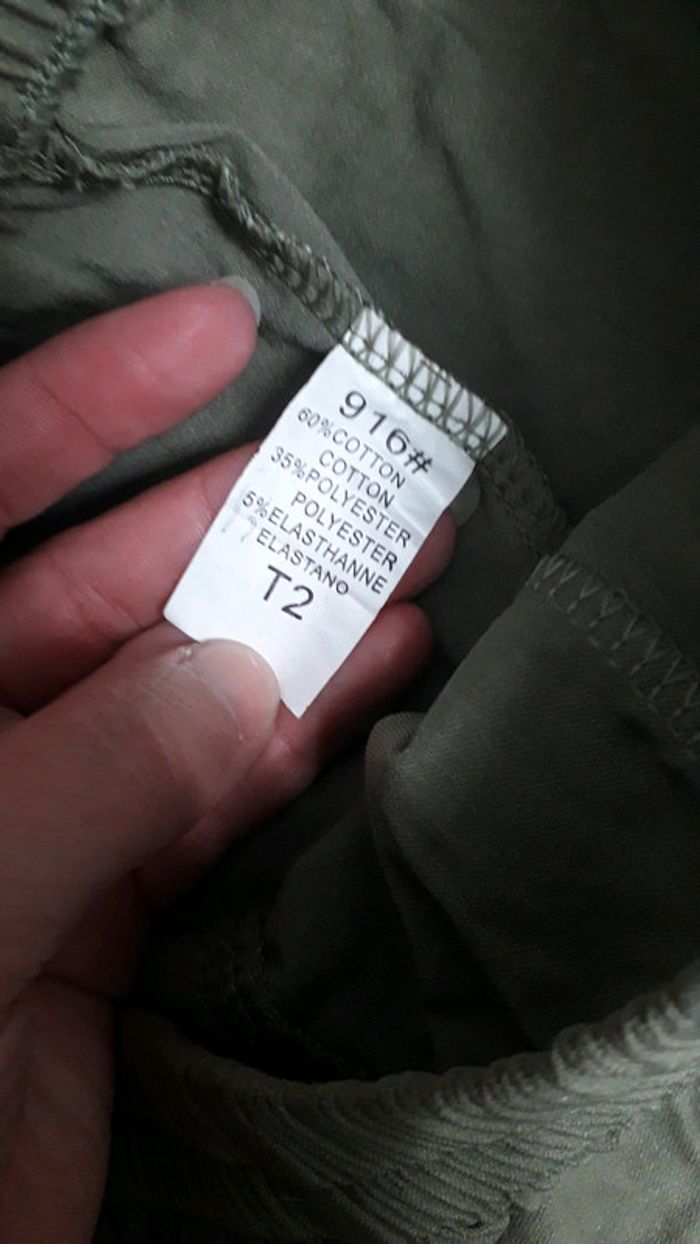 916#
60%COTTON
COTTON
35%POLYESTER
POLYESTER
5%ELASTHANNE
ELASTANO
T2